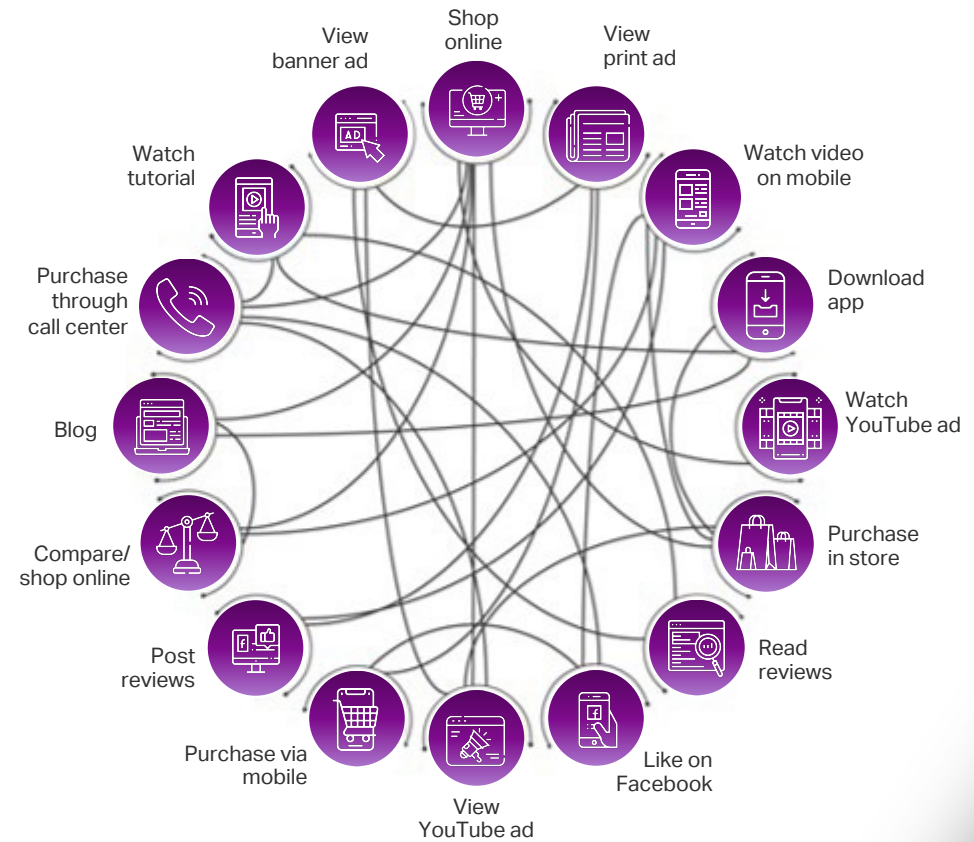 Shop
online
View
banner ad
View
print ad
AD
Watch
tutorial
Watch video
on mobile
Purchase
through
call center
Download
app
Blog
Watch
YouTube ad
Compare/
shop online
Purchase
in store
Post
reviews
f
Read
reviews
Purchase via
mobile
f
Like on
Facebook
View
YouTube ad